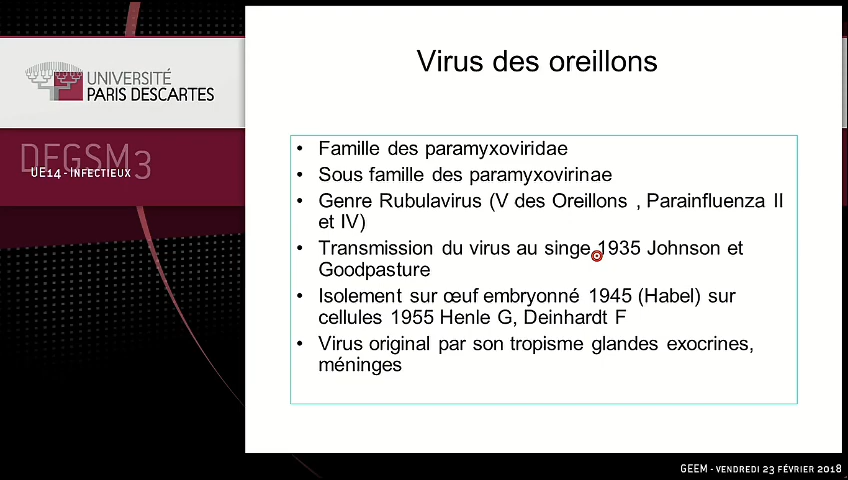 UNIVERSITÉ
PARIS DESCARTES
DFGSM3
UE14 - INFECTIEUX
Virus des oreillons
• Famille des paramyxoviridae
• Sous famille des paramyxovirinae
• Genre Rubulavirus (V des Oreillons , Parainfluenza II
et IV)
• Transmission du virus au singe 1935 Johnson et
Goodpasture
• Isolement sur œuf embryonné 1945 (Habel) sur
cellules 1955 Henle G, Deinhardt F
• Virus original par son tropisme glandes exocrines,
méninges
GEEM - VENDREDI 23 FÉVRIER 2018